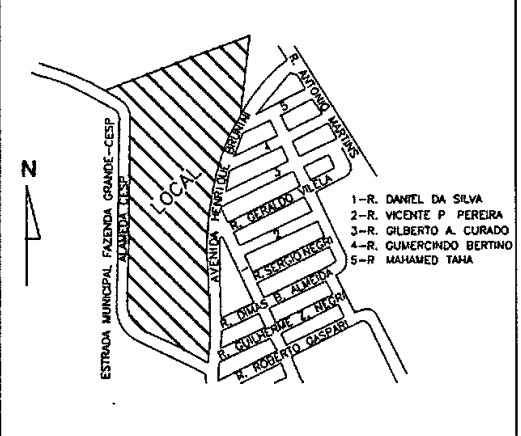 N
ESTRADA MUNICIPAL FAZENDA GRANDE-CESP
ALAMEDA CESP
LOCAL
AVENIDA HENRIQUE BRUNINI
R. ANTONIO MARTINS
5
4
3
R. GERALDO VILELA
2
R. SERGIO NEGRI
1
R. DIMAS B. ALMEIDA
R. GUILHERME Z. NEGRI
R. ROBERTO GASPARI
1-R. DANIEL DA SILVA
2-R. VICENTE P PEREIRA
3-R. GILBERTO A. CURADO
4-R. GUMERCINDO BERTINO
5-R MAHAMED TAHA